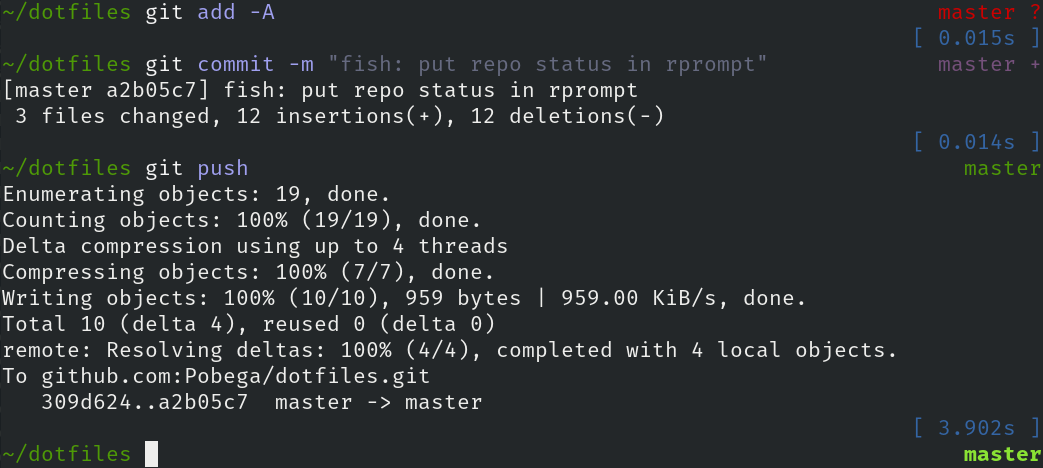 ~/dotfiles git add -A master ?
[ 0.015s ]
~/dotfiles git commit -m "fish: put repo status in rprompt" master +
[master a2b05c7] fish: put repo status in rprompt
3 files changed, 12 insertions(+), 12 deletions(-)
[ 0.014s ]
~/dotfiles git push master
Enumerating objects: 19, done.
Counting objects: 100% (19/19), done.
Delta compression using up to 4 threads
Compressing objects: 100% (7/7), done.
Writing objects: 100% (10/10), 959 bytes | 959.00 KiB/s, done.
Total 10 (delta 4), reused 0 (delta 0)
remote: Resolving deltas: 100% (4/4), completed with 4 local objects.
To github.com:Pobega/dotfiles.git
309d624..a2b05c7  master -> master
[ 3.902s ]
~/dotfiles master